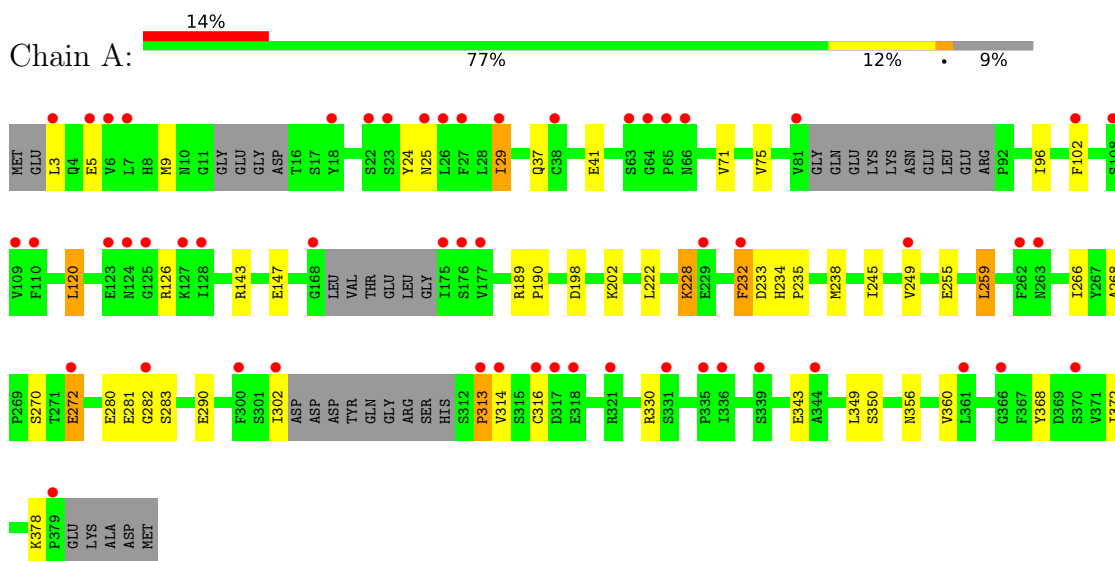 14%
Chain A:
77% 12% • 9%
MET GLU L3 Q4 E5 V6 L7 H8 M9 N10 G11 GLY GLU GLY ASP T16 S17 Y18 S22 S23 Y24 N25 L26 F27 L28 I29 Q37 C38 E41 S63 G64 P65 N66 V71 V75 V81 GLY GLN GLU LYS LYS ASN GLU LEU GLU ARG P92 I96 F102 S108
V109 F110 L120 E123 N124 G125 R126 K127 I128 R143 E147 G168 LEU VAL THR GLU LEU GLY I175 S176 V177 R189 P190 D198 K202 L222 K228 E229 F232 D233 H234 P235 M238 I245 V249 E255 L259 F262 N263 I266 Y267 A268
P269 S270 T271 E272 E280 E281 G282 S283 E290 F300 S301 I302 ASP ASP ASP TYR GLN GLY ARG SER HIS S312 P313 V314 S315 C316 D317 E318 R321 R330 S331 P335 I336 S339 E343 A344 L349 S350 N356 V360 L361 G366 F367 Y368 D369 S370 V371
K378 P379 GLU LYS ALA ASP MET